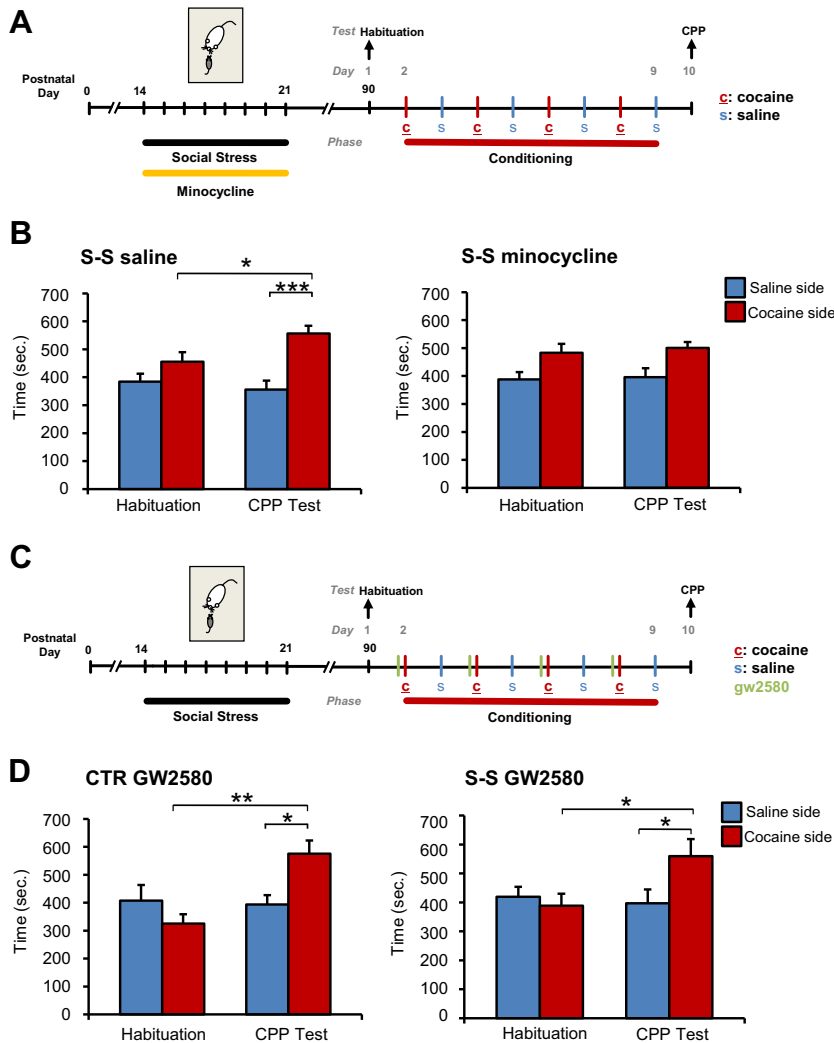 A
Test Habituation CPP
Day 1 2 9 10
Postnatal Day 0 14 21 90
c: cocaine
s: saline
c s c s c s c s
Social Stress Phase Conditioning
Minocycline
B
S-S saline
*
***
Time (sec.)
700
600
500
400
300
200
100
0
Habituation CPP Test
S-S minocycline
Saline side
Cocaine side
Time (sec.)
700
600
500
400
300
200
100
0
Habituation CPP Test
C
Test Habituation CPP
Day 1 2 9 10
Postnatal Day 0 14 21 90
c: cocaine
s: saline
gw2580
c s c s c s c s
Social Stress Phase Conditioning
D
CTR GW2580
**
*
Time (sec.)
700
600
500
400
300
200
100
0
Habituation CPP Test
S-S GW2580
*
*
Saline side
Cocaine side
Time (sec.)
700
600
500
400
300
200
100
0
Habituation CPP Test